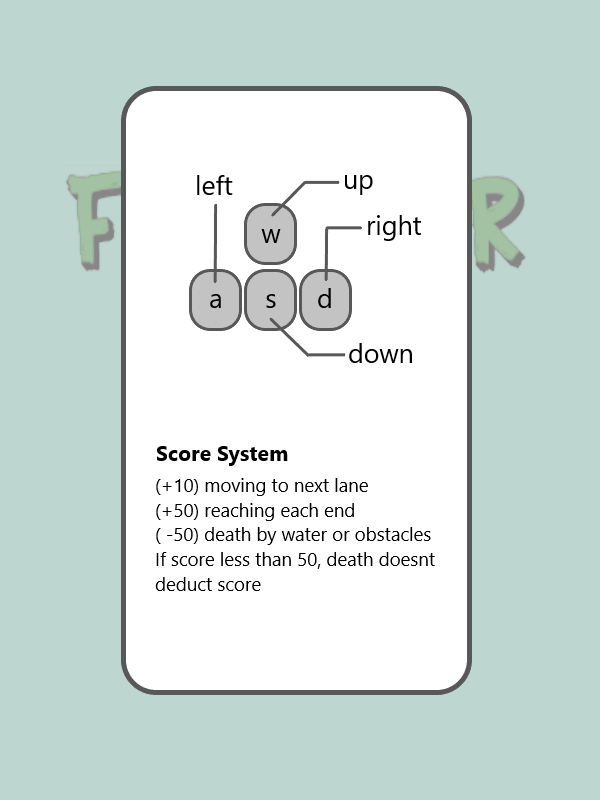 left
up
w
right
a
s
d
down
Score System
(+10) moving to next lane
(+50) reaching each end
( -50) death by water or obstacles
If score less than 50, death doesnt
deduct score